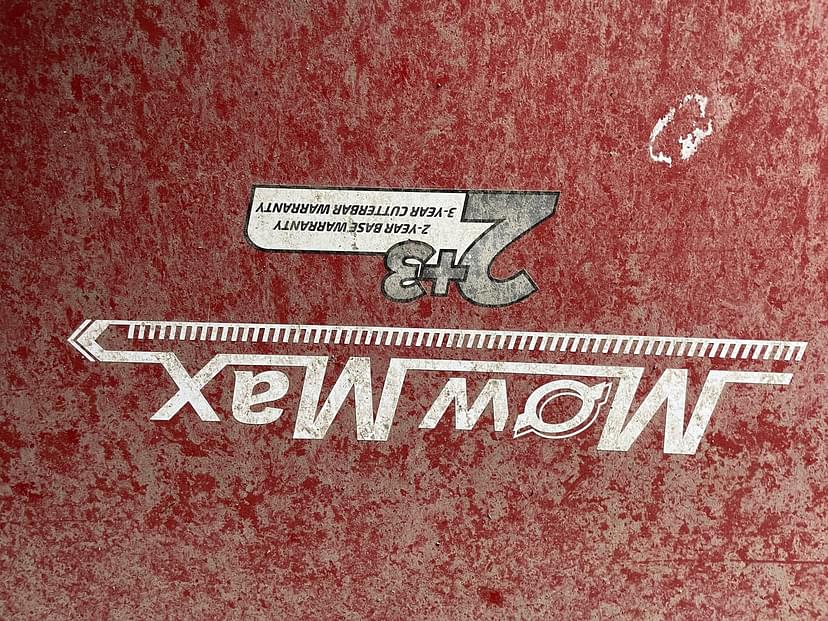 MowMax
2+3
2-YEAR BASE WARRANTY
3-YEAR CUTTERBAR WARRANTY